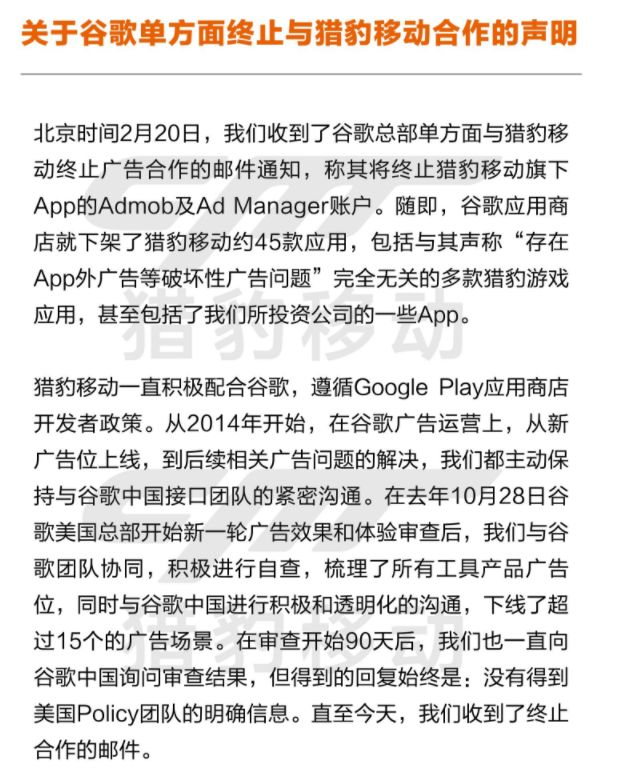 关于谷歌单方面终止与猎豹移动合作的声明
北京时间2月20日，我们收到了谷歌总部单方面与猎豹移
动终止广告合作的邮件通知，称其将终止猎豹移动旗下
App的Admob及Ad Manager账户。随即，谷歌应用商
店就下架了猎豹移动约45款应用，包括与其声称“存在
App外广告等破坏性广告问题”完全无关的多款猎豹游戏
应用，甚至包括了我们所投资公司的一些App。
猎豹移动
猎豹移动一直积极配合谷歌，遵循Google Play应用商店
开发者政策。从2014年开始，在谷歌广告运营上，从新
广告位上线，到后续相关广告问题的解决，我们都主动保
持与谷歌中国接口团队的紧密沟通。在去年10月28日谷
歌美国总部开始新一轮广告效果和体验审查后，我们与谷
歌团队协同，积极进行自查，梳理了所有工具产品广告
位，同时与谷歌中国进行积极和透明化的沟通，下线了超
过15个的广告场景。在审查开始90天后，我们也一直向
猎豹移动
谷歌中国询问审查结果，但得到的回复始终是：没有得到
美国Policy团队的明确信息。直至今天，我们收到了终止
合作的邮件。